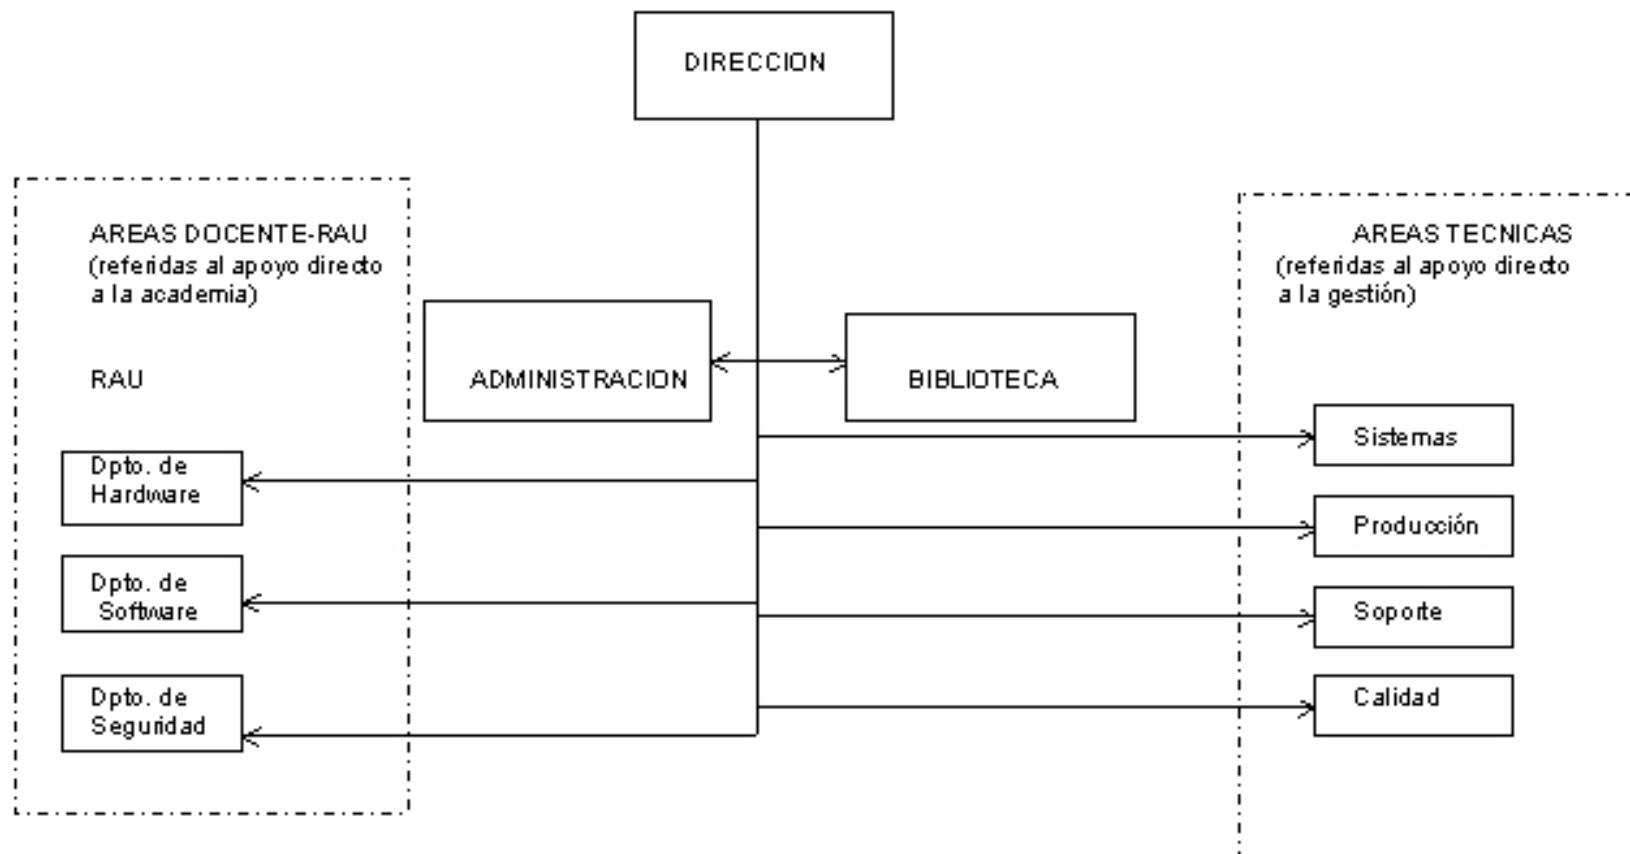 DIRECCION
AREAS DOCENTE-RAU
(referidas al apoyo directo
a la academia)
RAU
Dpto. de
Hardware
Dpto. de
Software
Dpto. de
Seguridad
ADMINISTRACION
BIBLIOTECA
AREAS TECNICAS
(referidas al apoyo directo
a la gestión)
Sistemas
Producción
Soporte
Calidad